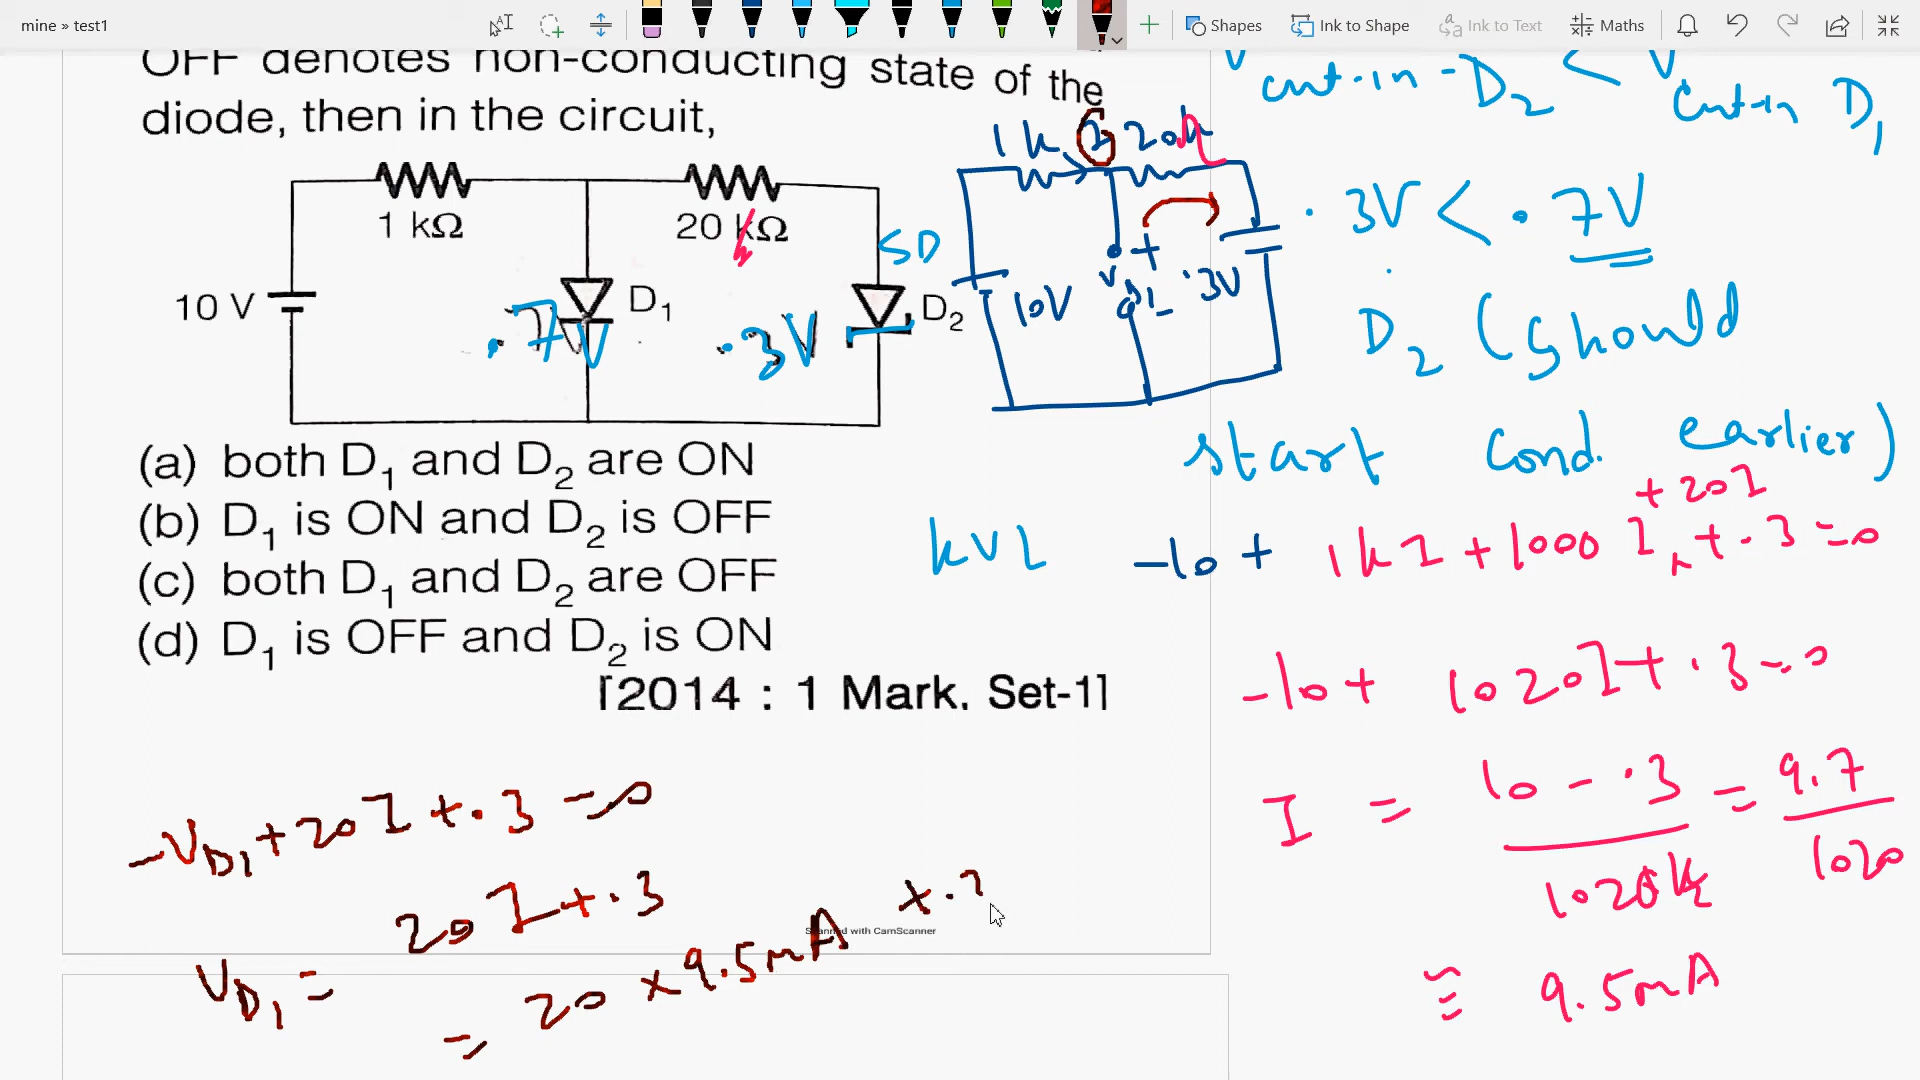 mine » test1
Shapes
Ink to Shape
Ink to Text
Maths
OFF denotes non-conducting state of the
diode, then in the circuit,
1 kΩ
20 kΩ
10 V
D1
D2
.7V
.3V
SD
(a) both D1 and D2 are ON
(b) D1 is ON and D2 is OFF
(c) both D1 and D2 are OFF
(d) D1 is OFF and D2 is ON
[2014 : 1 Mark, Set-1]
1k
20
10V
VD1
+
-
.3V
Vcut-in - D2 < Vcut-in D1
.3V < .7V
D2 (Should
start cond. earlier)
+ 20I
KVL -10 + 1kI + 1000 I + .3 = 0
-10 + 1020I + .3 = 0
I = 10 - .3 / 1020 = 9.7 / 1020
≅ 9.5mA
-VD1 + 20I + .3 = 0
VD1 = 20I + .3
= 20 × 9.5mA + .3
Scanned with CamScanner